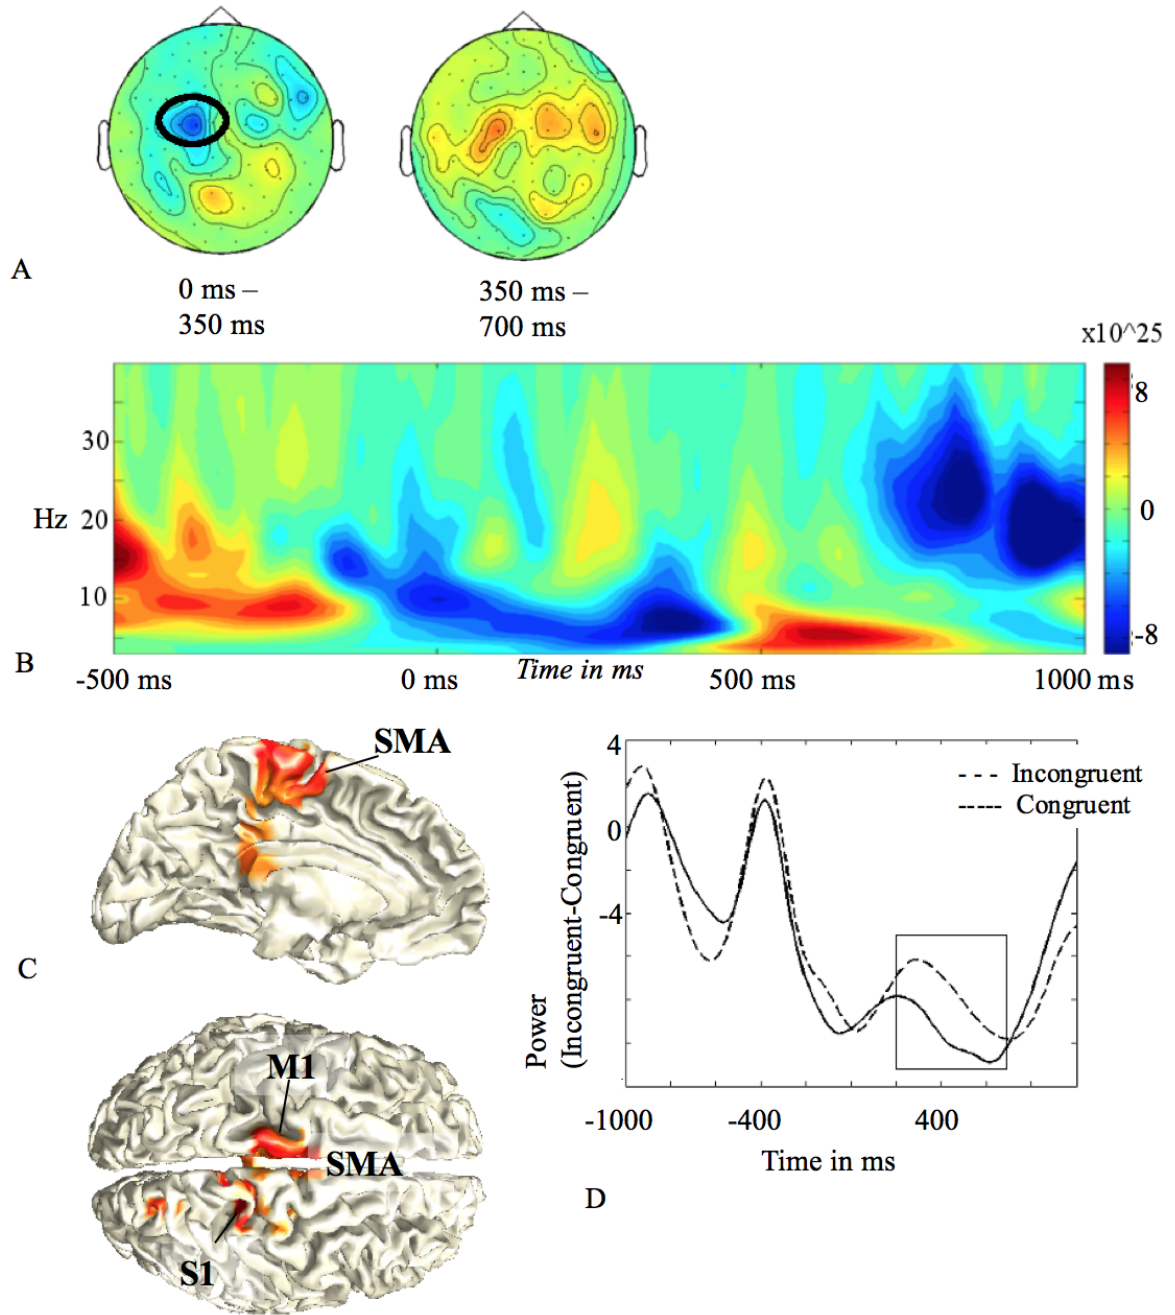 A
0 ms –
350 ms
350 ms –
700 ms
x10^25
8
0
-8
30
Hz
20
10
B
-500 ms
0 ms
Time in ms
500 ms
1000 ms
SMA
C
M1
SMA
S1
4
0
-4
Power
(Incongruent-Congruent)
--- Incongruent
----- Congruent
-1000
-400
400
Time in ms
D